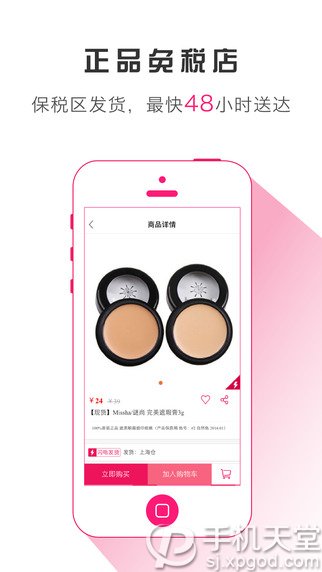 正品免税店
保税区发货，最快48小时送达
商品详情
¥24 ¥39
【现货】Missha/谜尚 完美遮瑕膏3g
闪电发货 发货：上海仓
立即购买 加入购物车
手机天堂
sj.xpgod.com